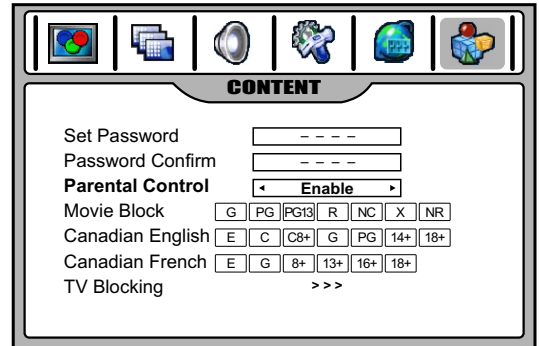 CONTENT
Set Password – – – –
Password Confirm – – – –
Parental Control Enable
Movie Block G PG PG13 R NC X NR
Canadian English E C C8+ G PG 14+ 18+
Canadian French E G 8+ 13+ 16+ 18+
TV Blocking >>>